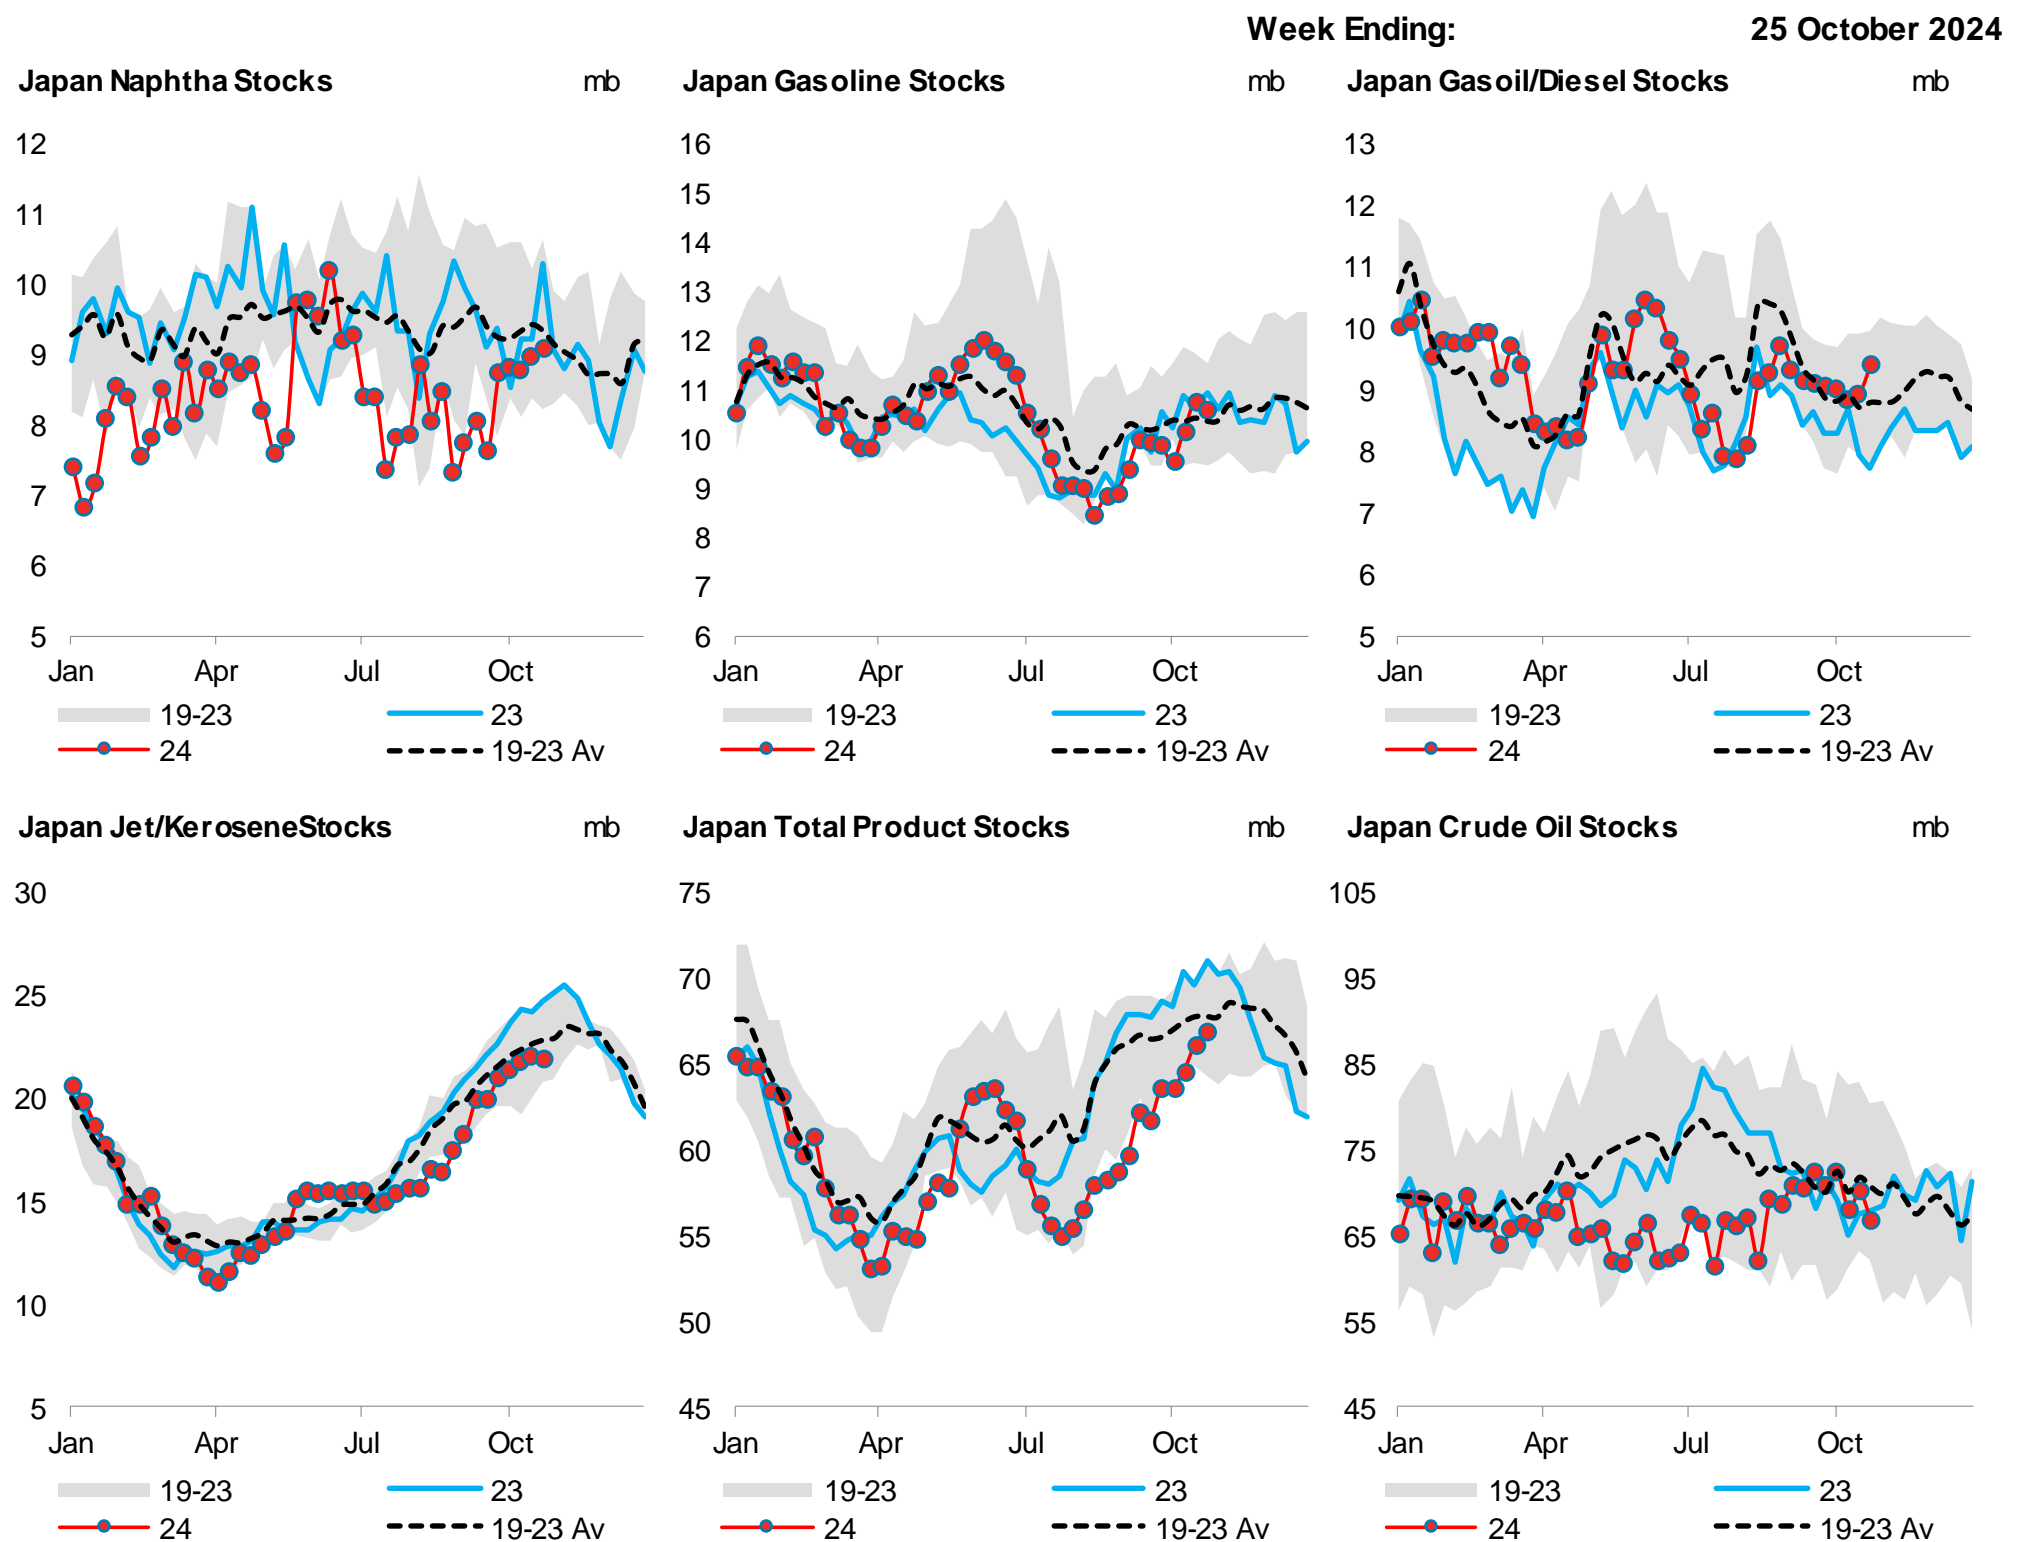 Week Ending: 25 October 2024
Japan Naphtha Stocks mb
12
11
10
9
8
7
6
5
Jan Apr Jul Oct
19-23 23
24 19-23 Av
Japan Gasoline Stocks mb
16
15
14
13
12
11
10
9
8
7
6
Jan Apr Jul Oct
19-23 23
24 19-23 Av
Japan Gasoil/Diesel Stocks mb
13
12
11
10
9
8
7
6
5
Jan Apr Jul Oct
19-23 23
24 19-23 Av
Japan Jet/KeroseneStocks mb
30
25
20
15
10
5
Jan Apr Jul Oct
19-23 23
24 19-23 Av
Japan Total Product Stocks mb
75
70
65
60
55
50
45
Jan Apr Jul Oct
19-23 23
24 19-23 Av
Japan Crude Oil Stocks mb
105
95
85
75
65
55
45
Jan Apr Jul Oct
19-23 23
24 19-23 Av